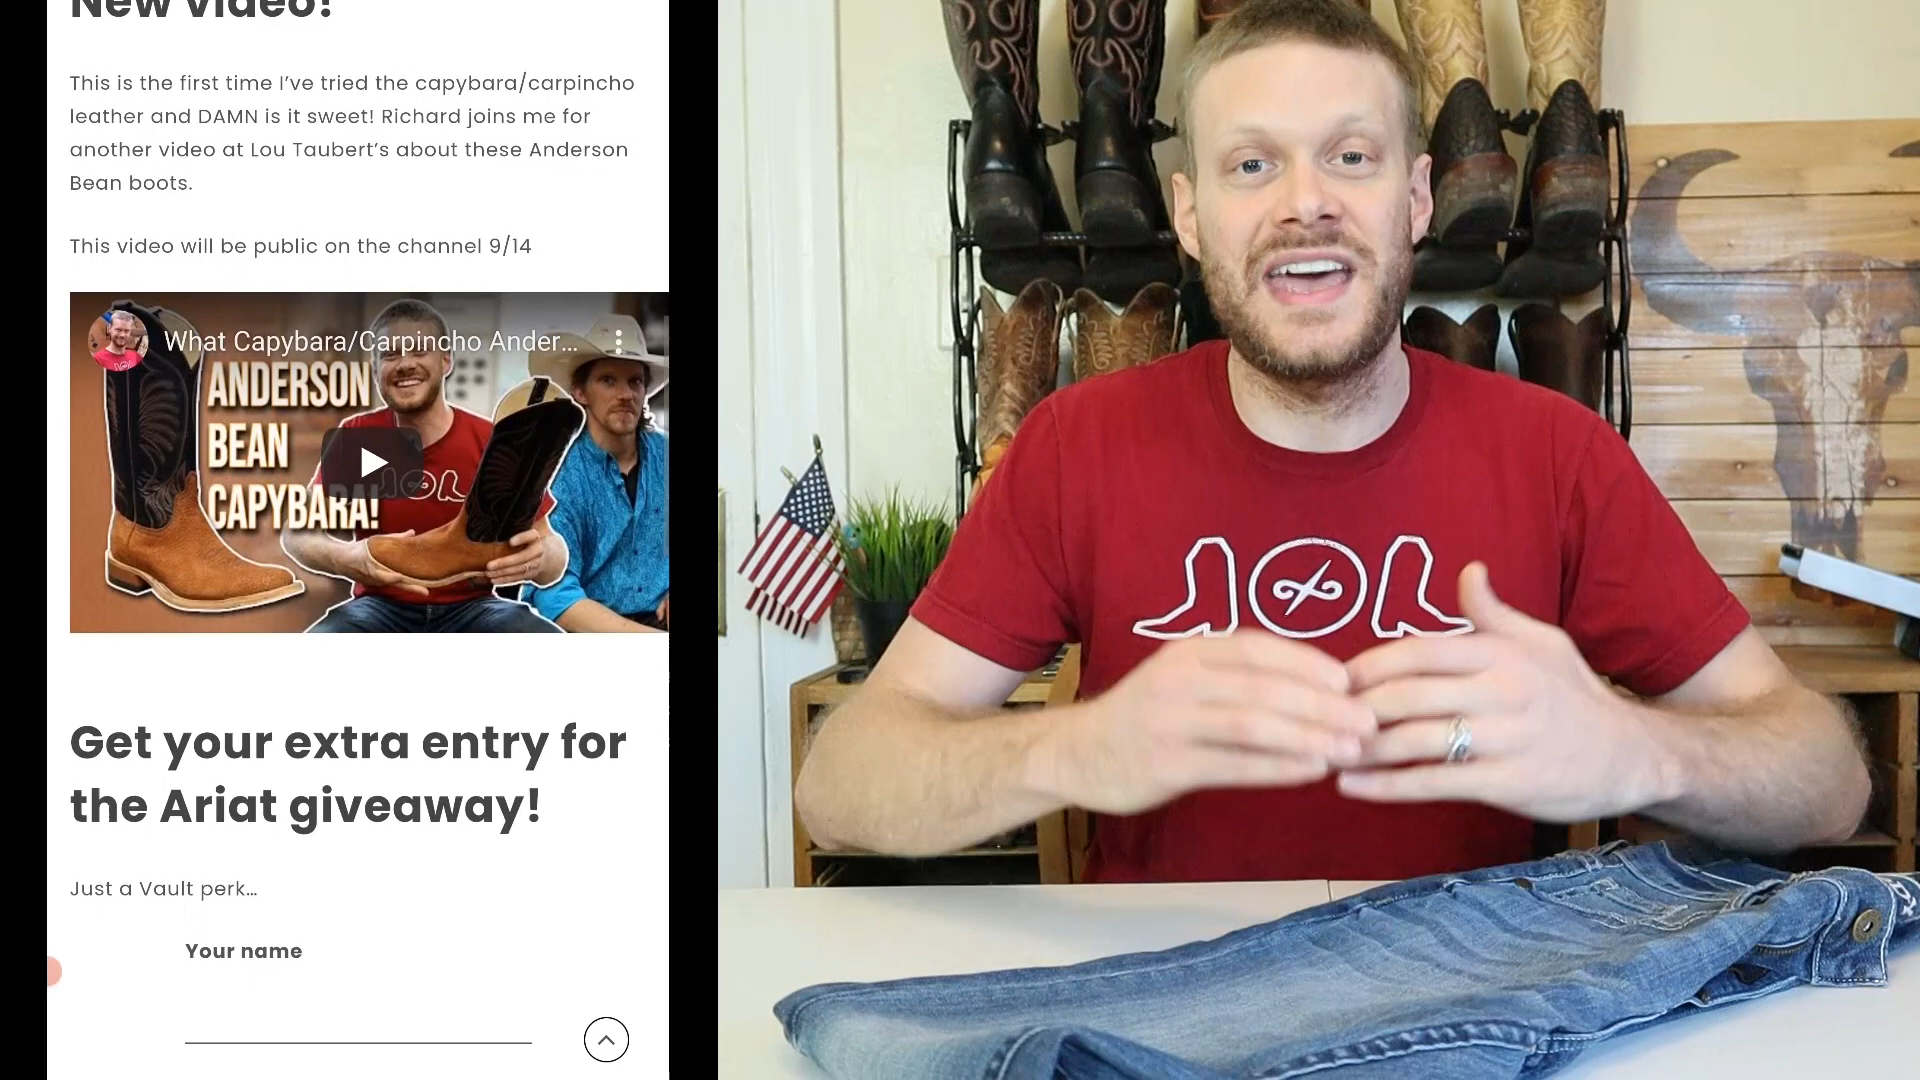 New video!
This is the first time I’ve tried the capybara/carpincho
leather and DAMN is it sweet! Richard joins me for
another video at Lou Taubert’s about these Anderson
Bean boots.
This video will be public on the channel 9/14
What Capybara/Carpincho Ander...
ANDERSON
BEAN
CAPYBARA!
Get your extra entry for
the Ariat giveaway!
Just a Vault perk...
Your name